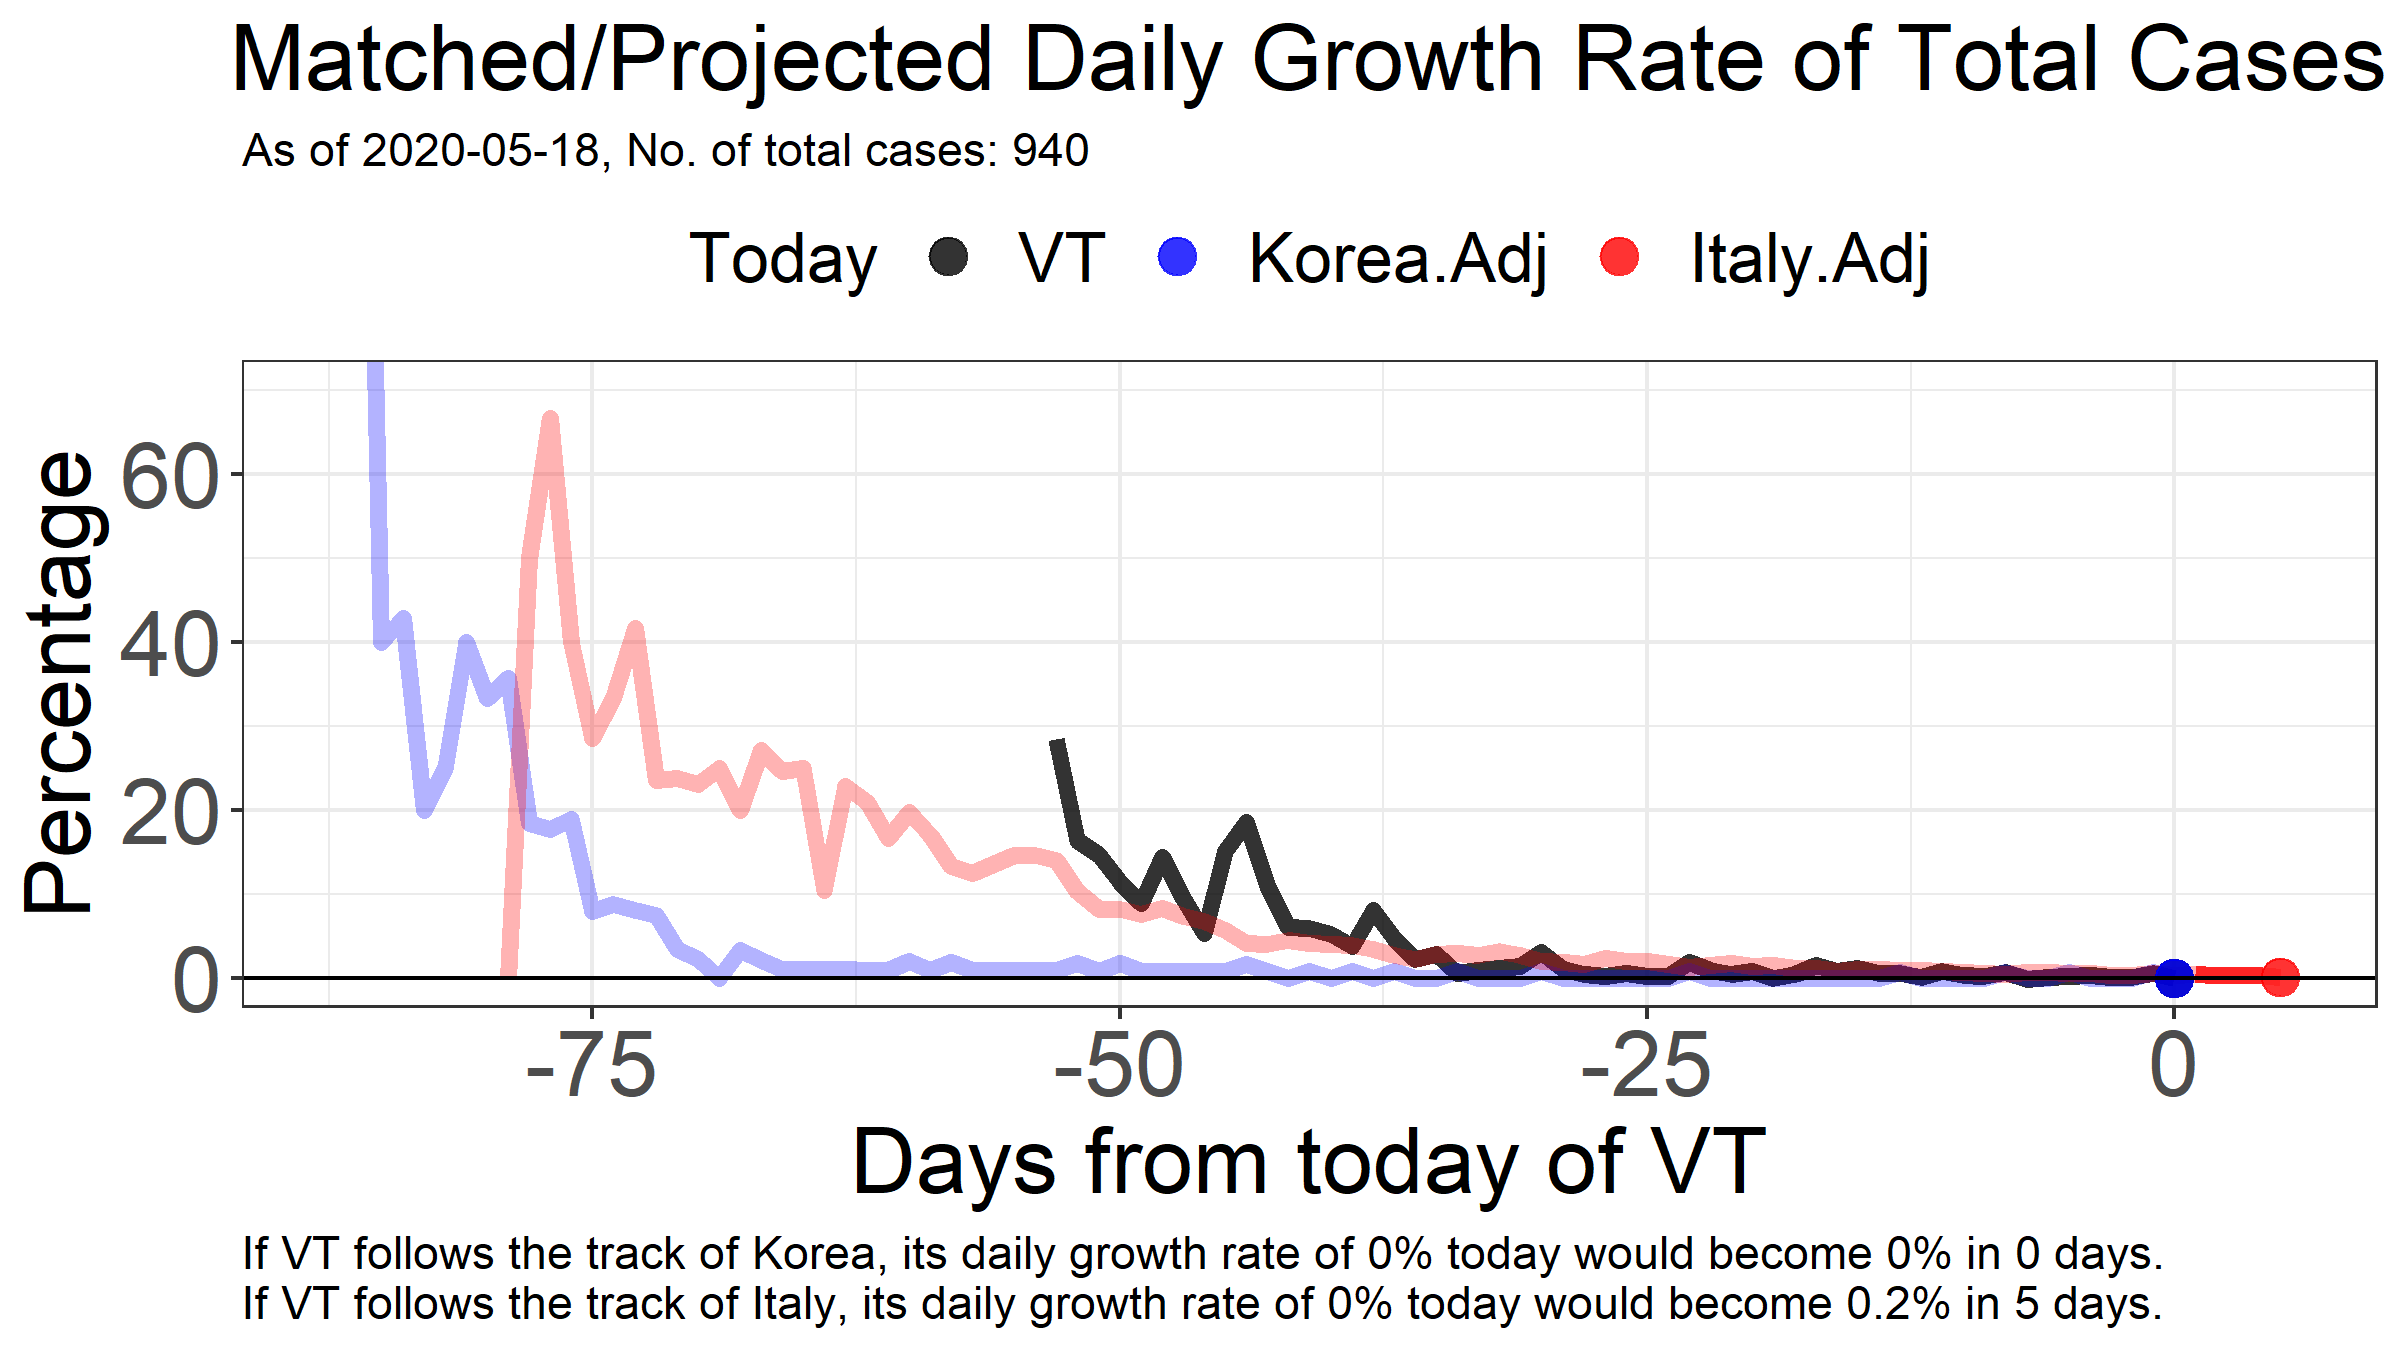 Matched/Projected Daily Growth Rate of Total Cases
As of 2020-05-18, No. of total cases: 940
Today VT Korea.Adj Italy.Adj
Percentage
60
40
20
0
-75 -50 -25 0
Days from today of VT
If VT follows the track of Korea, its daily growth rate of 0% today would become 0% in 0 days.
If VT follows the track of Italy, its daily growth rate of 0% today would become 0.2% in 5 days.